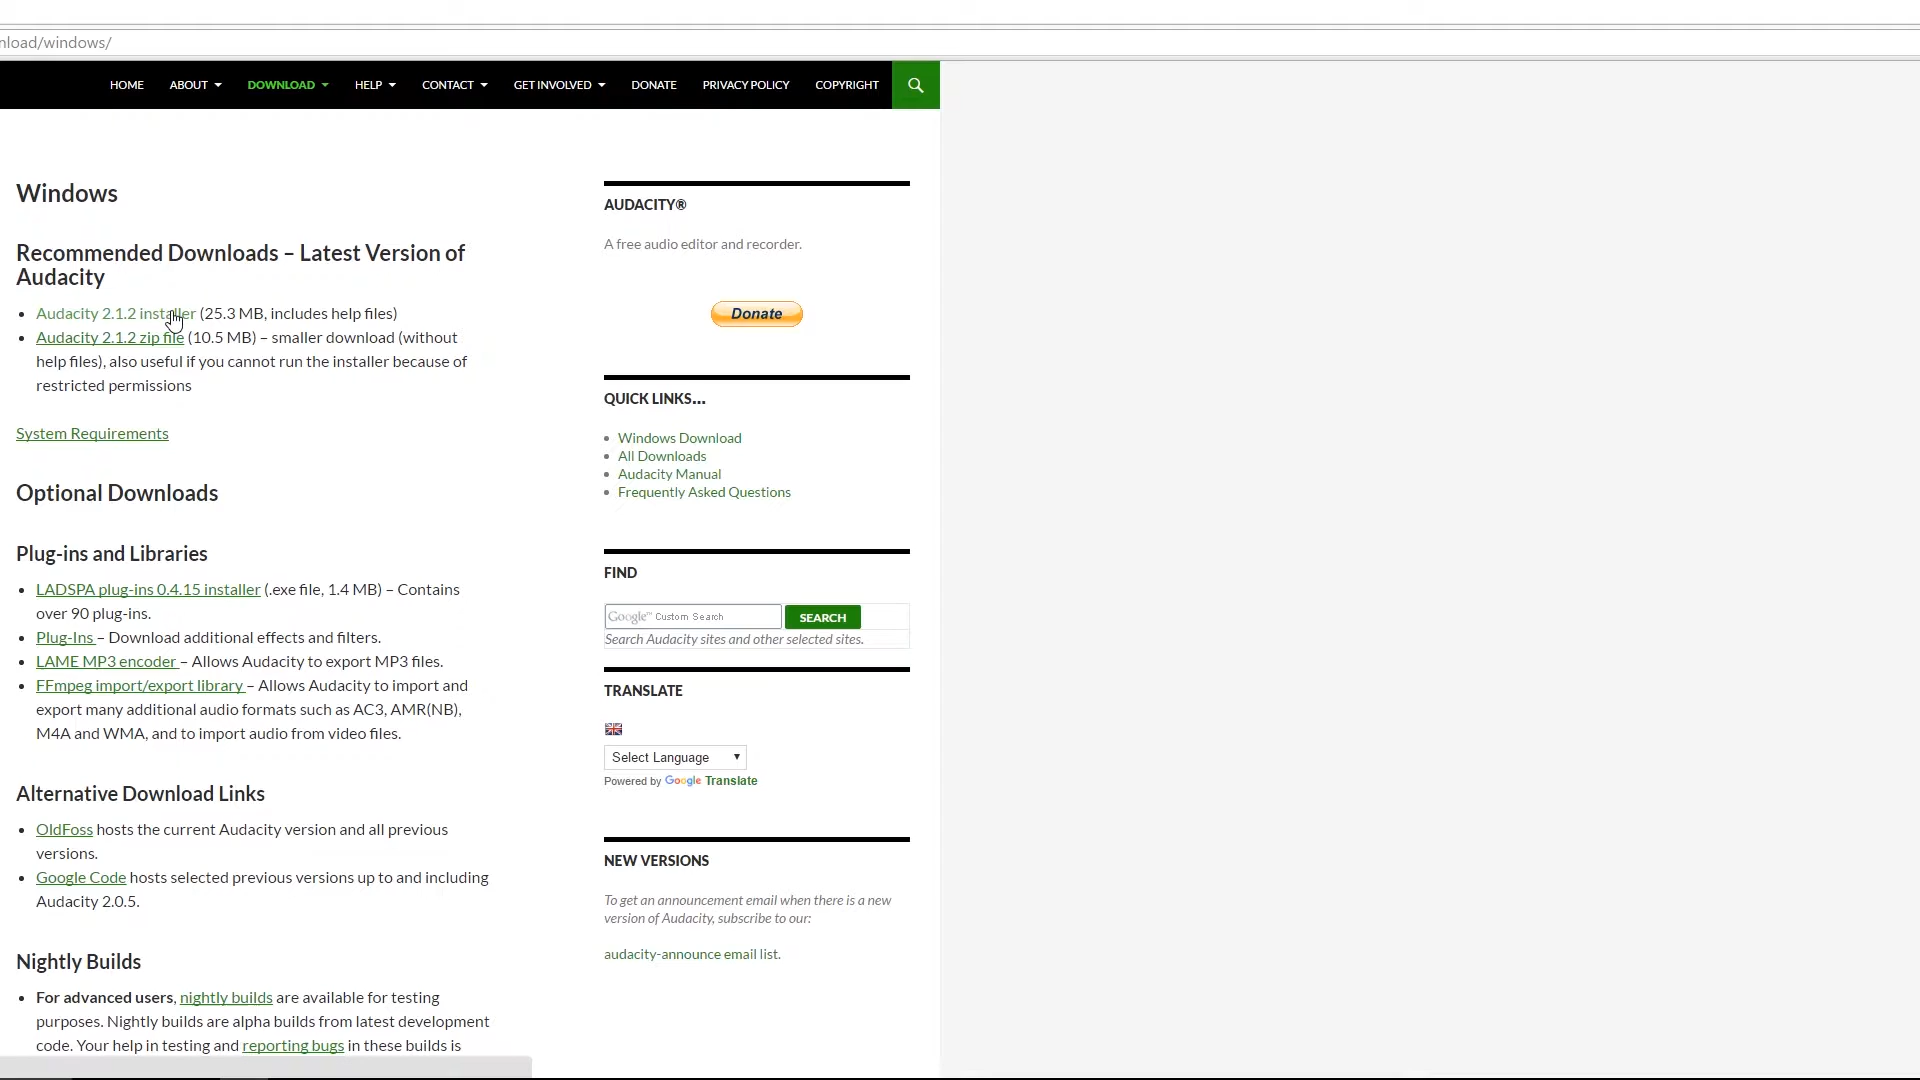 nload/windows/
HOME ABOUT DOWNLOAD HELP CONTACT GET INVOLVED DONATE PRIVACY POLICY COPYRIGHT
Windows
Recommended Downloads – Latest Version of
Audacity
Audacity 2.1.2 installer (25.3 MB, includes help files)
Audacity 2.1.2 zip file (10.5 MB) – smaller download (without
help files), also useful if you cannot run the installer because of
restricted permissions
System Requirements
Optional Downloads
Plug-ins and Libraries
LADSPA plug-ins 0.4.15 installer (.exe file, 1.4 MB) – Contains
over 90 plug-ins.
Plug-Ins – Download additional effects and filters.
LAME MP3 encoder – Allows Audacity to export MP3 files.
FFmpeg import/export library – Allows Audacity to import and
export many additional audio formats such as AC3, AMR(NB),
M4A and WMA, and to import audio from video files.
Alternative Download Links
OldFoss hosts the current Audacity version and all previous
versions.
Google Code hosts selected previous versions up to and including
Audacity 2.0.5.
Nightly Builds
For advanced users, nightly builds are available for testing
purposes. Nightly builds are alpha builds from latest development
code. Your help in testing and reporting bugs in these builds is
AUDACITY®
A free audio editor and recorder.
Donate
QUICK LINKS...
Windows Download
All Downloads
Audacity Manual
Frequently Asked Questions
FIND
Google™ Custom Search SEARCH
Search Audacity sites and other selected sites.
TRANSLATE
Select Language
Powered by Google Translate
NEW VERSIONS
To get an announcement email when there is a new
version of Audacity, subscribe to our:
audacity-announce email list.